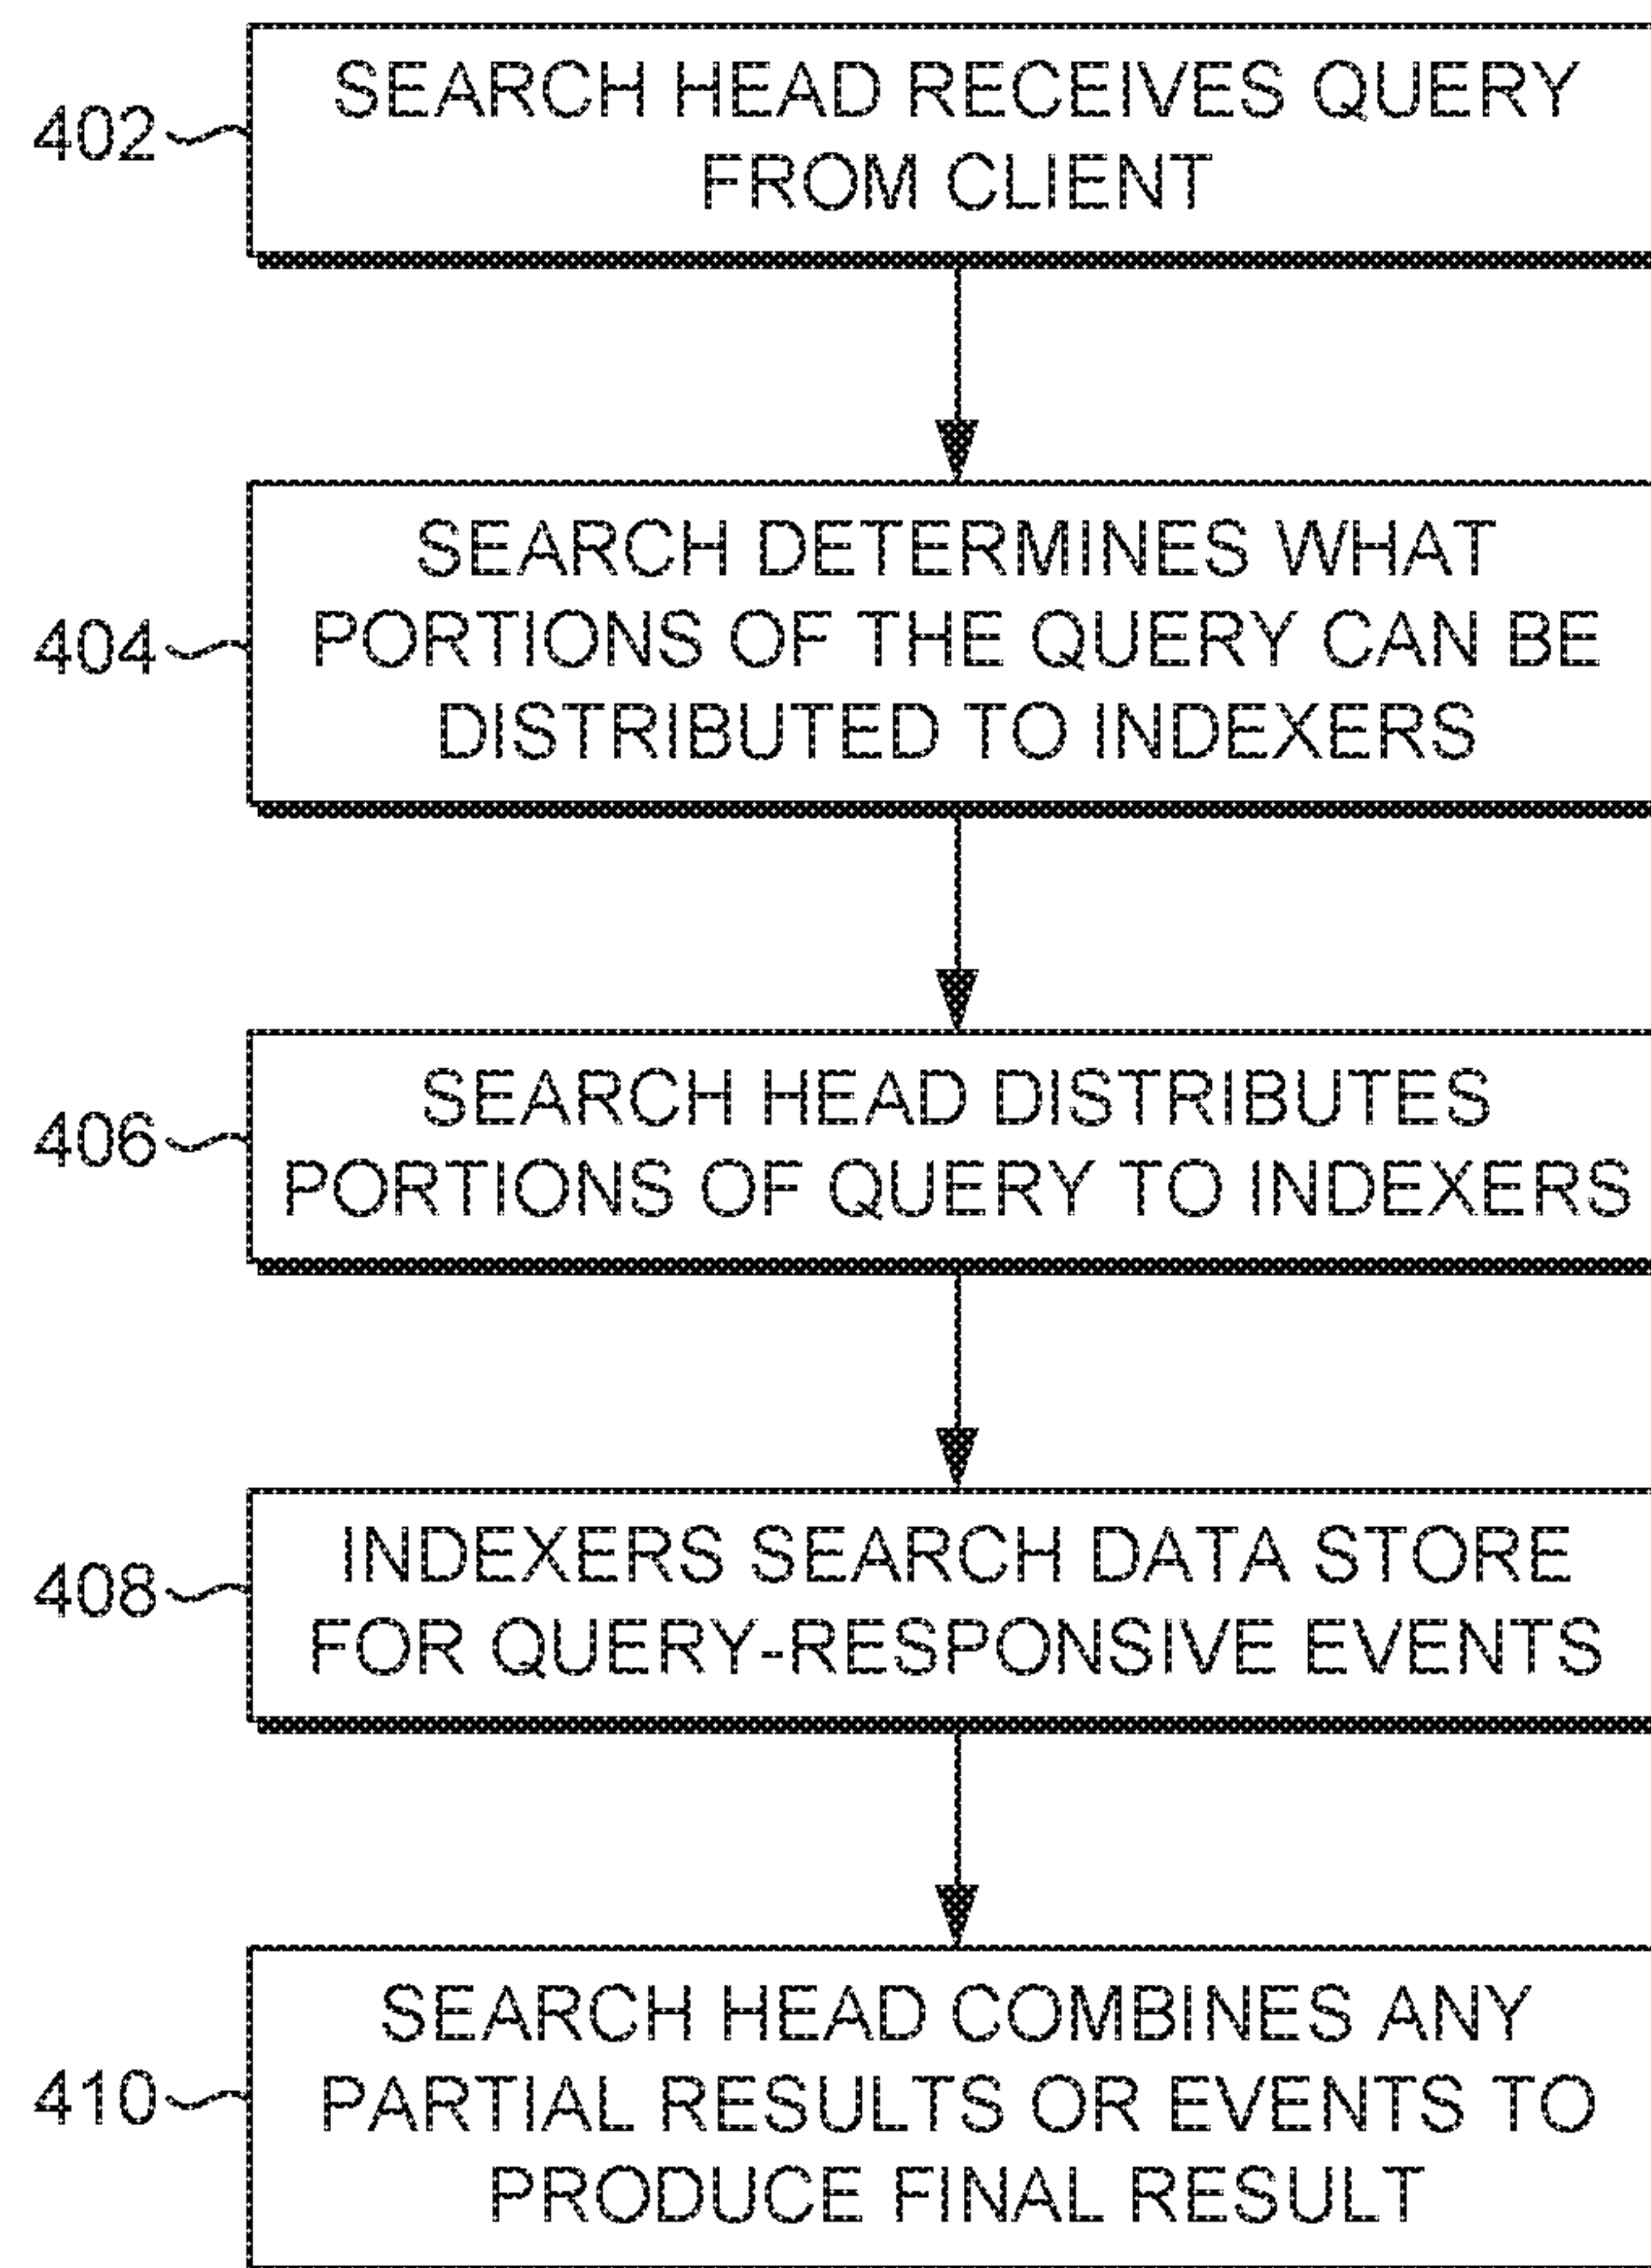 402
SEARCH HEAD RECEIVES QUERY
FROM CLIENT
404
SEARCH DETERMINES WHAT
PORTIONS OF THE QUERY CAN BE
DISTRIBUTED TO INDEXERS
406
SEARCH HEAD DISTRIBUTES
PORTIONS OF QUERY TO INDEXERS
408
INDEXERS SEARCH DATA STORE
FOR QUERY-RESPONSIVE EVENTS
410
SEARCH HEAD COMBINES ANY
PARTIAL RESULTS OR EVENTS TO
PRODUCE FINAL RESULT